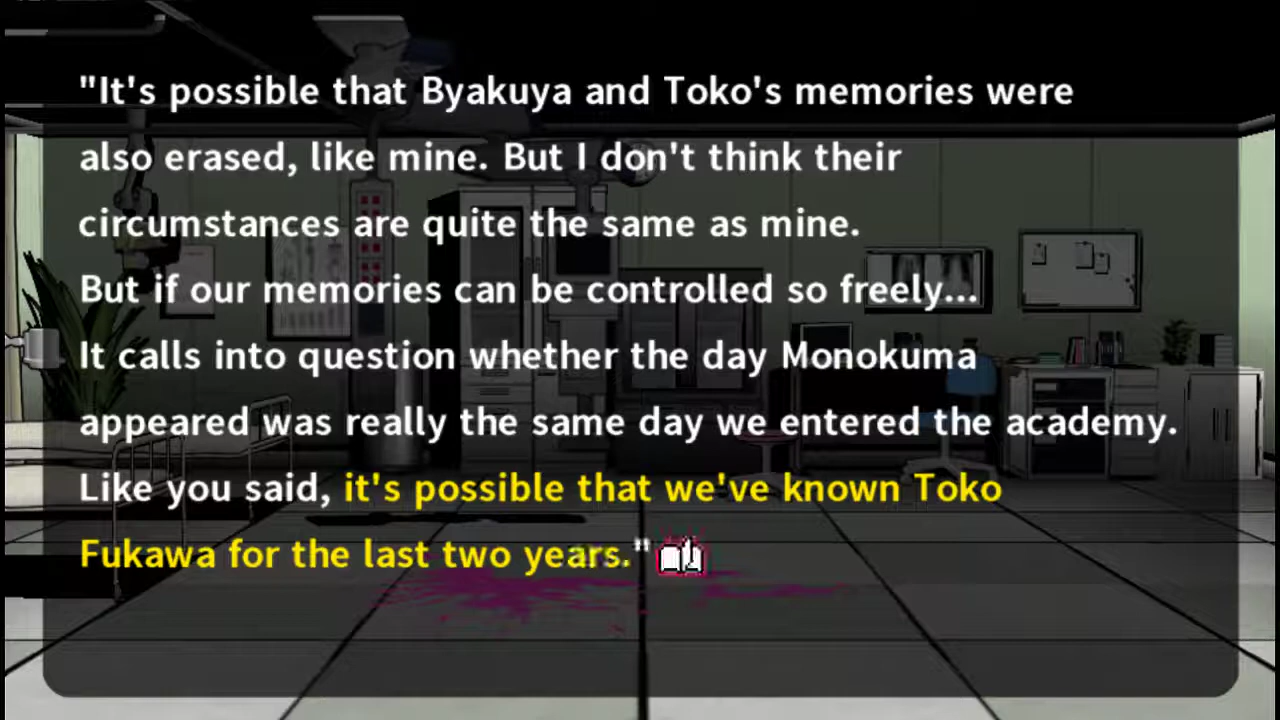 "It's possible that Byakuya and Toko's memories were
also erased, like mine. But I don't think their
circumstances are quite the same as mine.
But if our memories can be controlled so freely...
It calls into question whether the day Monokuma
appeared was really the same day we entered the academy.
Like you said, it's possible that we've known Toko
Fukawa for the last two years."